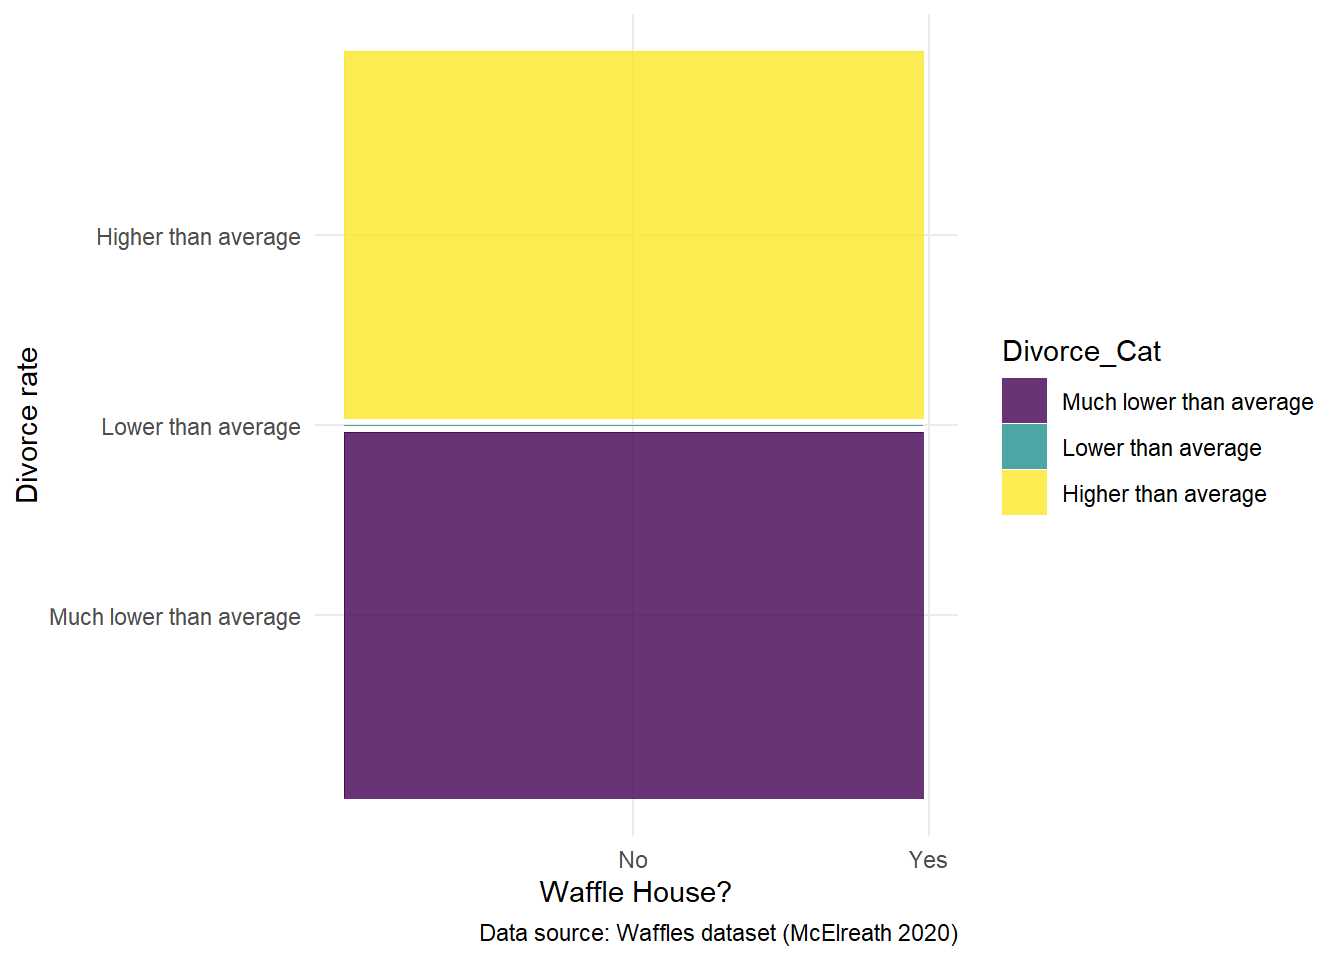 Higher than average
Lower than average
Much lower than average
Divorce rate
No
Yes
Waffle House?
Data source: Waffles dataset (McElreath 2020)
Divorce_Cat
Much lower than average
Lower than average
Higher than average